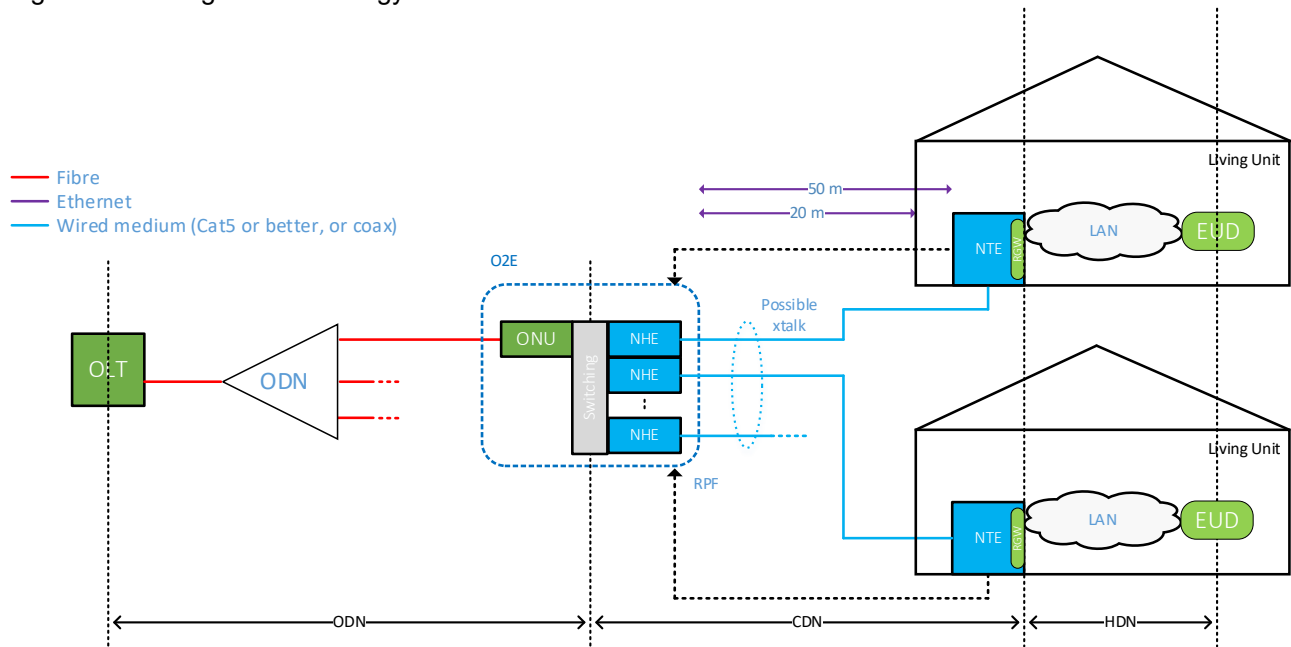 Living Unit
Fibre
Ethernet
Wired medium (Cat5 or better, or coax)
50 m
20 m
NTE
RGW
LAN
EUD
O2E
Possible
xtalk
OLT
ODN
ONU
Switching
NHE
NHE
NHE
RPF
Living Unit
NTE
RGW
LAN
EUD
ODN
CDN
HDN